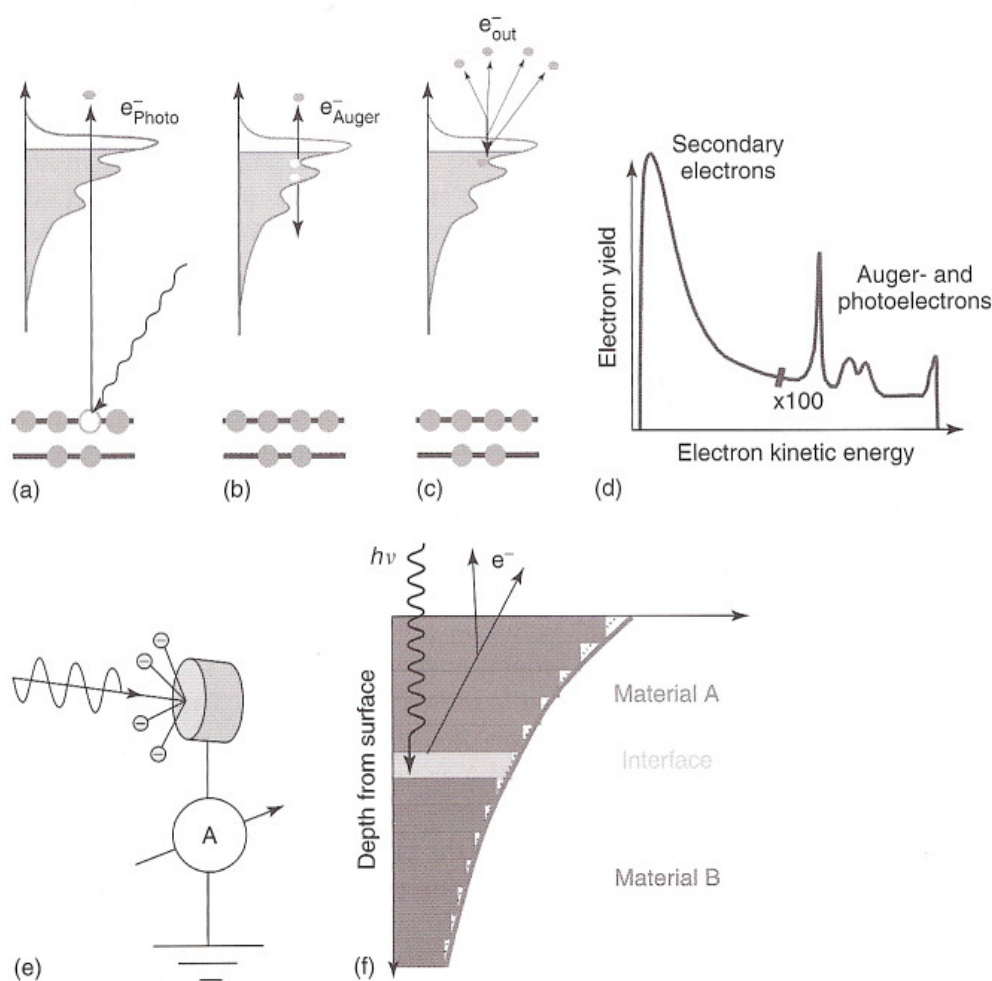 e⁻Photo
e⁻Auger
e⁻out
(a)
(b)
(c)
Secondary
electrons
Auger- and
photoelectrons
Electron yield
x100
Electron kinetic energy
(d)
A
(e)
hν
e⁻
Depth from surface
Material A
Interface
Material B
(f)